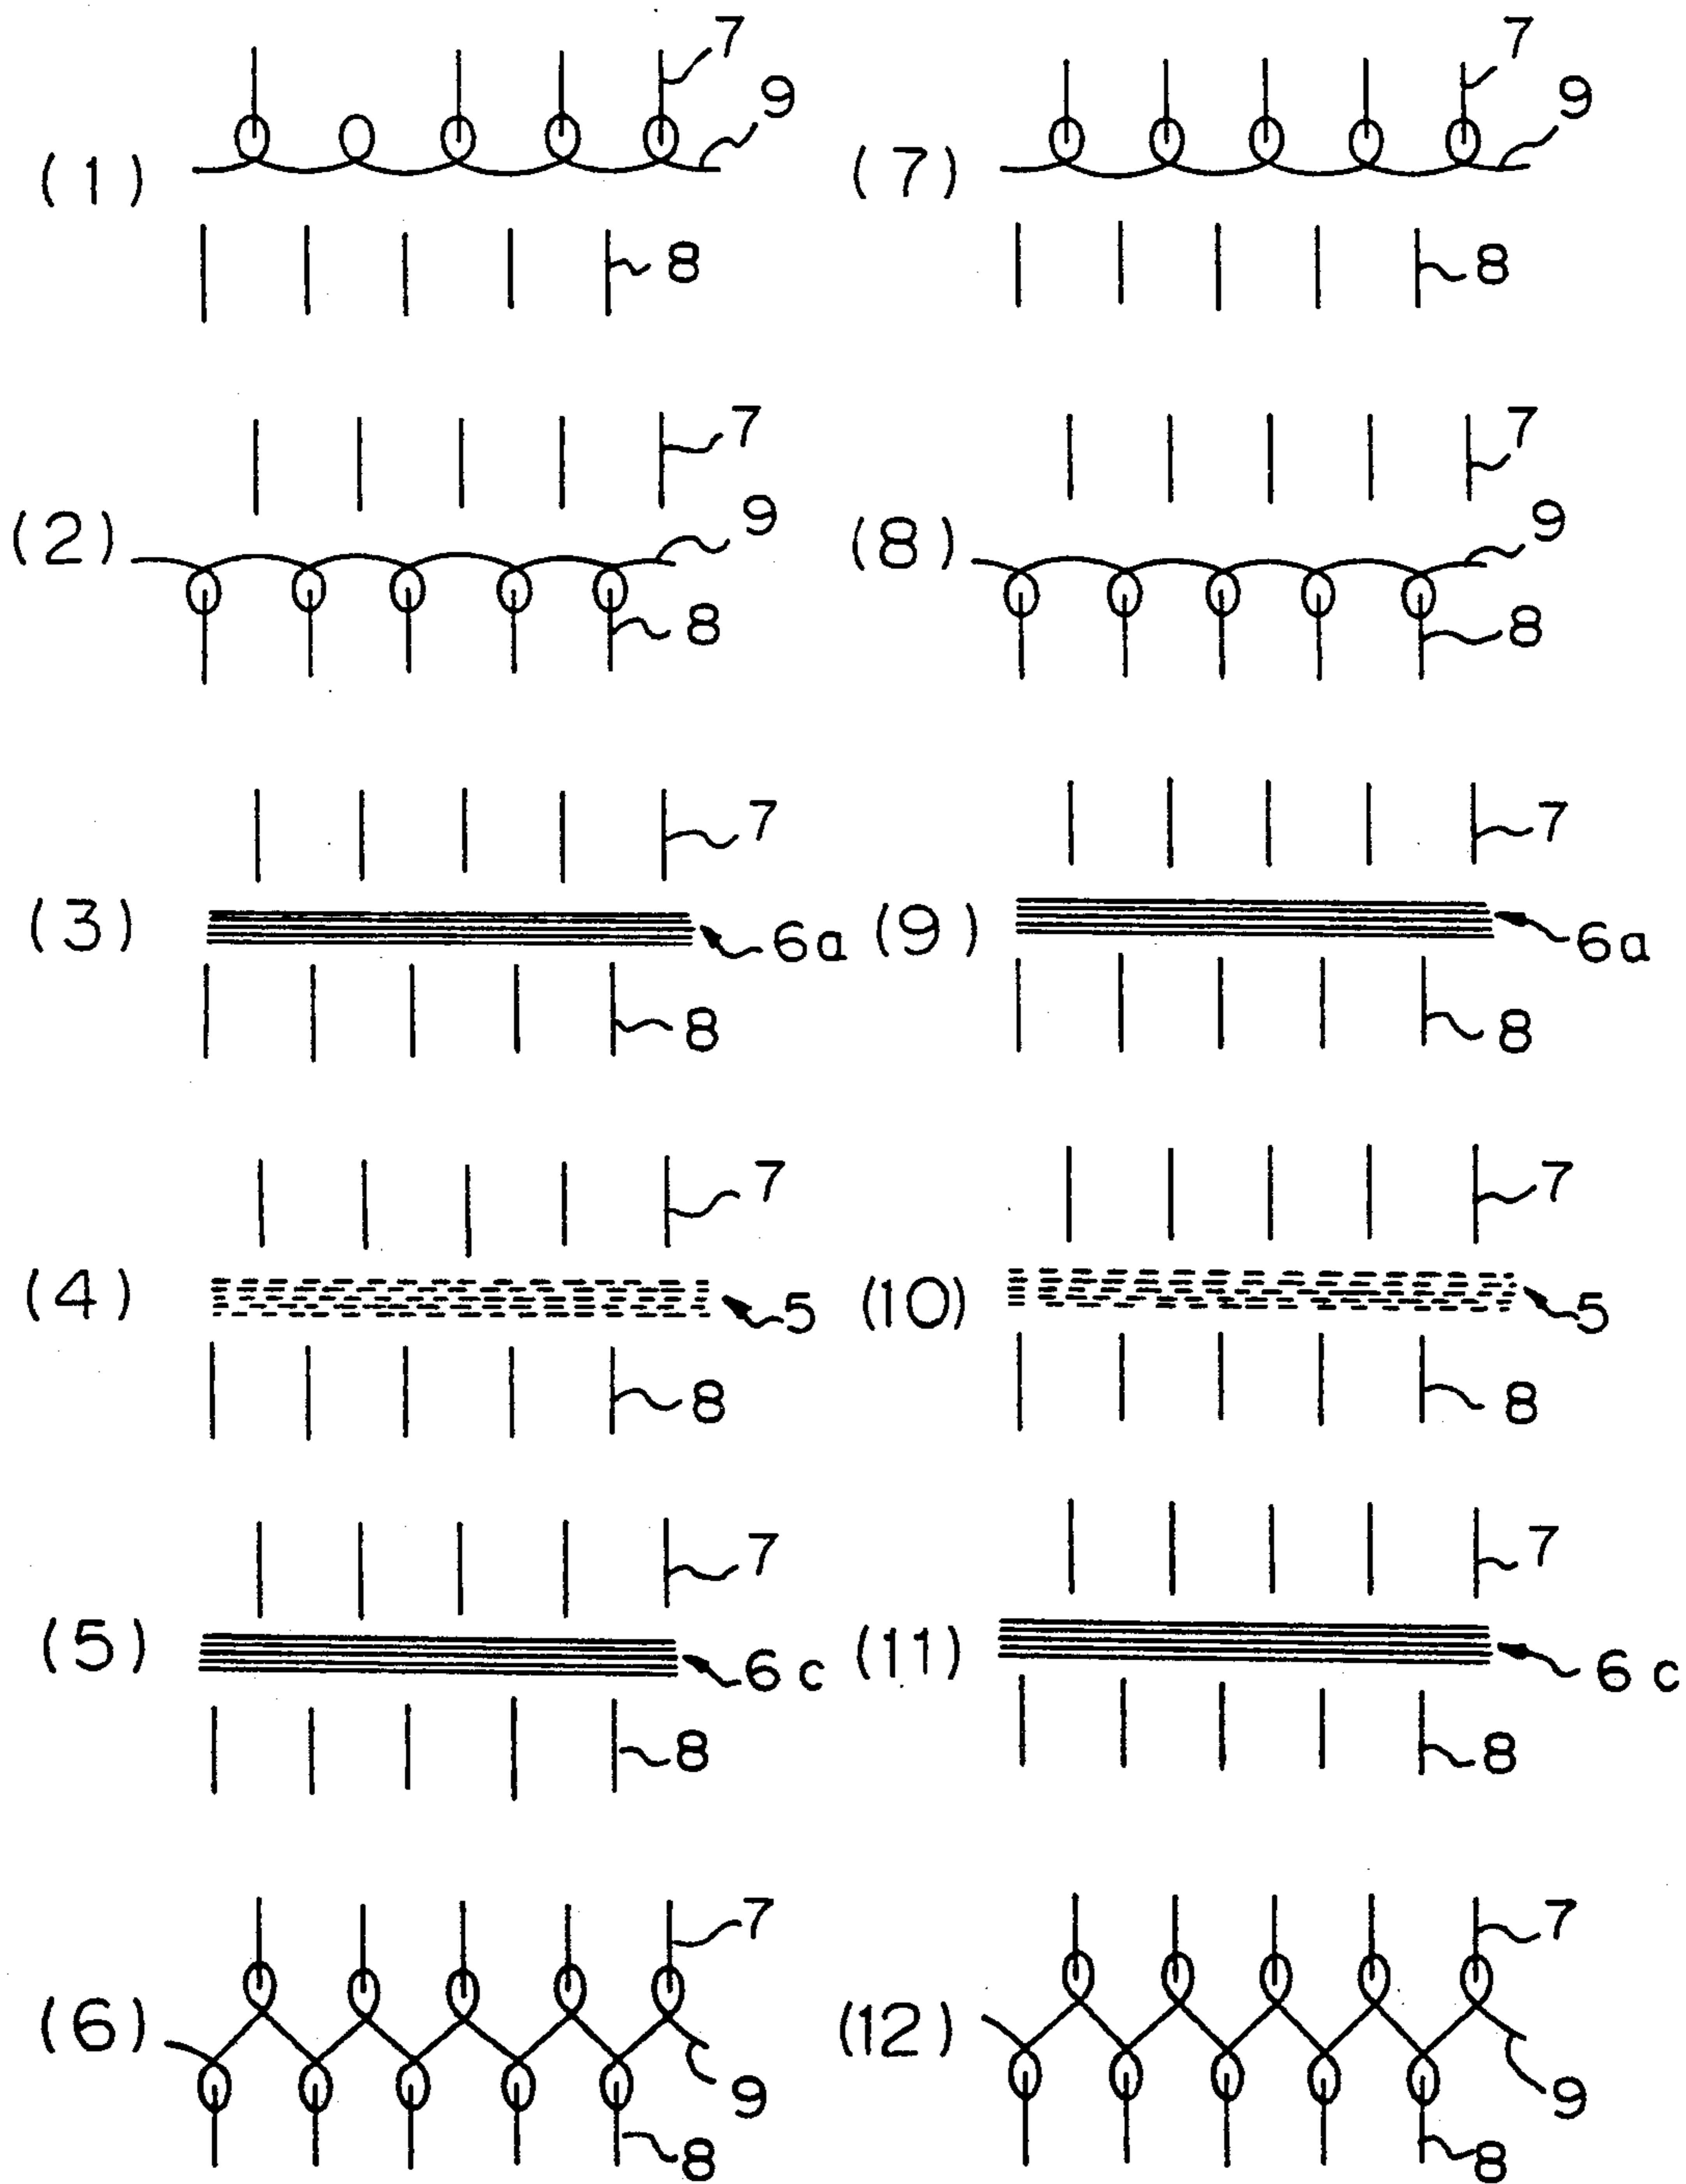 (1) 7 9 8
(7) 7 9 8
(2) 7 9 8
(8) 7 9 8
(3) 7 6a 8
(9) 7 6a 8
(4) 7 5 8
(10) 7 5 8
(5) 7 6c 8
(11) 7 6c 8
(6) 7 9 8
(12) 7 9 8